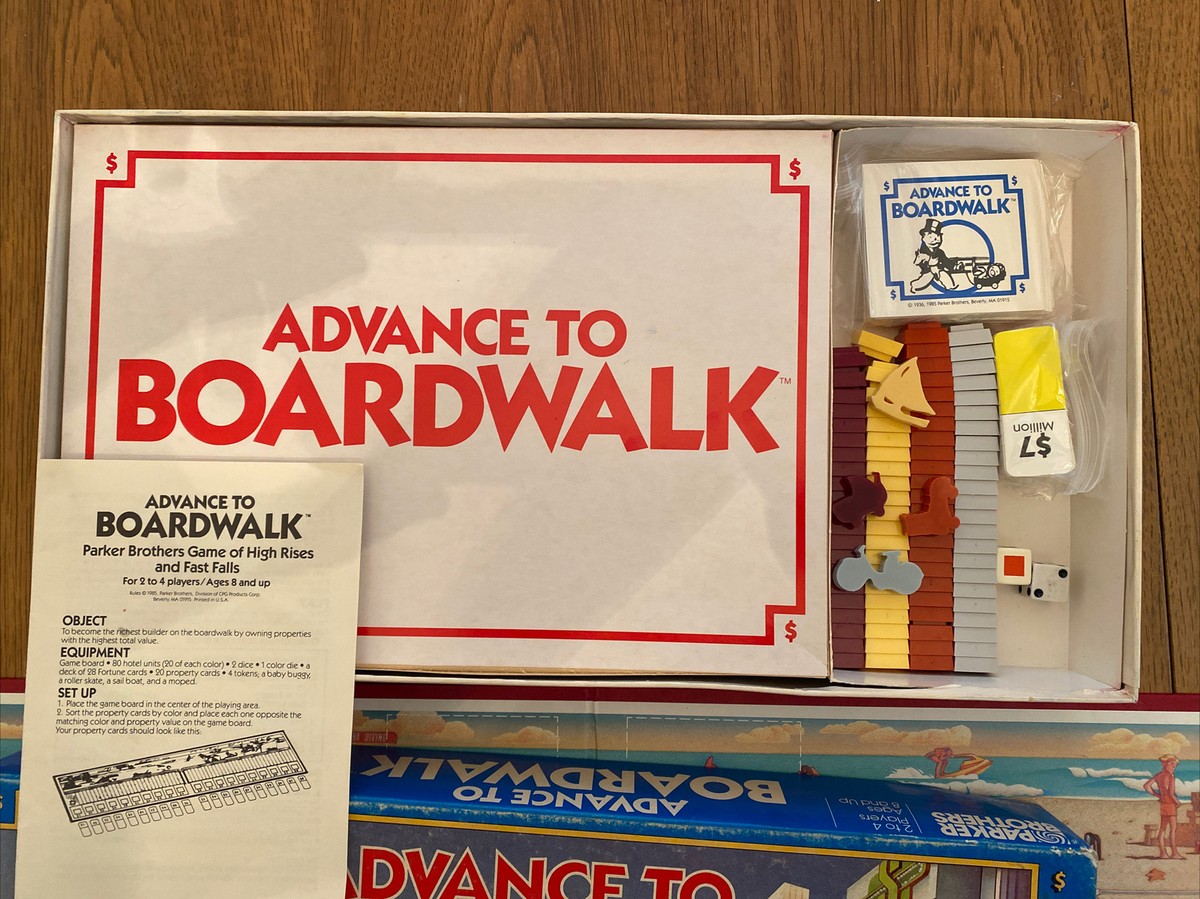 $
$
ADVANCE TO
BOARDWALK™
$
$ $
ADVANCE TO
BOARDWALK™
$ $
© 1936, 1985 Parker Brothers, Beverly, MA 01915
$7
Million
ADVANCE TO
BOARDWALK™
Parker Brothers Game of High Rises
and Fast Falls
For 2 to 4 players/Ages 8 and up
Rules © 1985, Parker Brothers, Division of CPG Products Corp.
Beverly, MA 01915. Printed in U.S.A.
OBJECT
To become the richest builder on the boardwalk by owning properties
with the highest total value.
EQUIPMENT
Game board • 80 hotel units (20 of each color) • 2 dice • 1 color die • a
deck of 28 Fortune cards • 20 property cards • 4 tokens; a baby buggy,
a roller skate, a sail boat, and a moped.
SET UP
1. Place the game board in the center of the playing area.
2. Sort the property cards by color and place each one opposite the
matching color and property value on the game board.
Your property cards should look like this:
ADVANCE TO
BOARDWALK
2 to 4
Players
Ages
8 and Up
PARKER
BROTHERS
ADVANCE TO
$
$